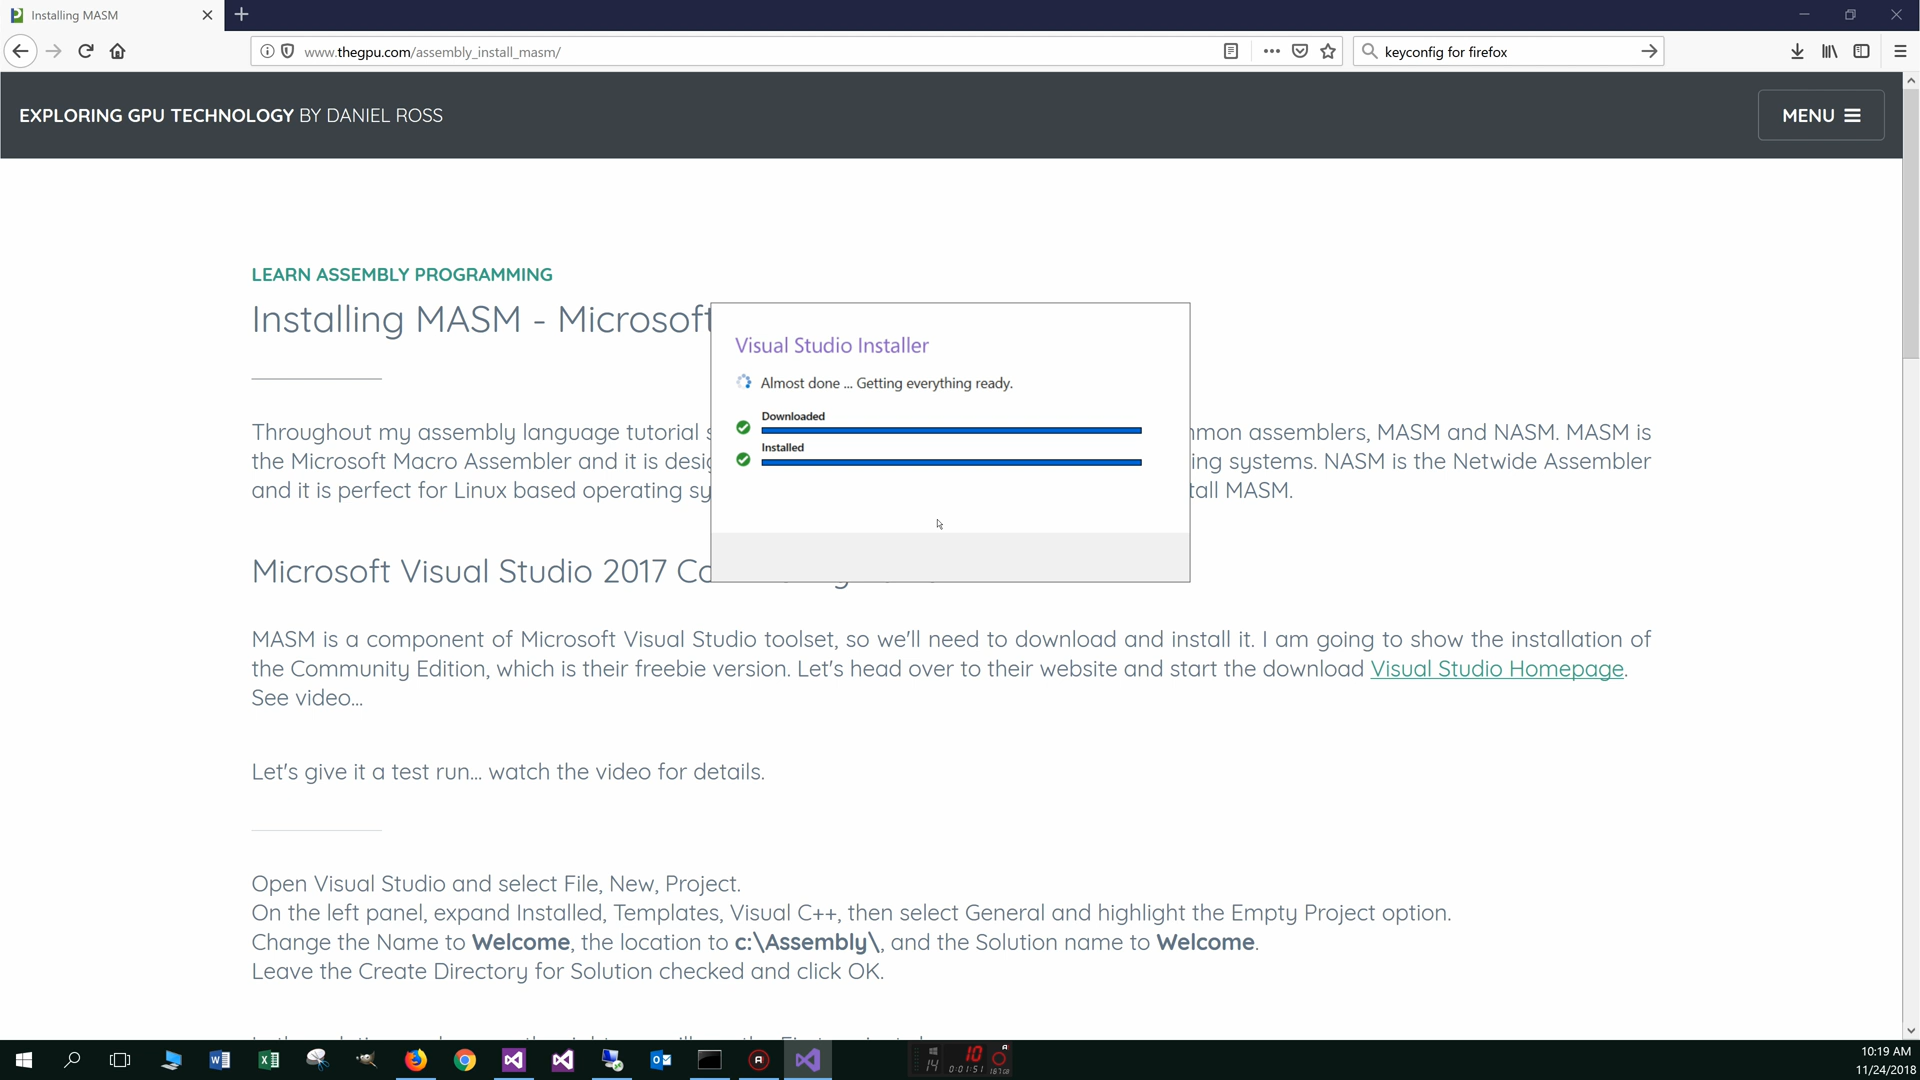 Installing MASM
www.thegpu.com/assembly_install_masm/
keyconfig for firefox
EXPLORING GPU TECHNOLOGY BY DANIEL ROSS
MENU
LEARN ASSEMBLY PROGRAMMING
Installing MASM - Microsoft
Visual Studio Installer
Almost done ... Getting everything ready.
Downloaded
Installed
Throughout my assembly language tutorial
assemblers, MASM and NASM. MASM is
the Microsoft Macro Assembler and it is
systems. NASM is the Netwide Assembler
and it is perfect for Linux based operating
MASM.
Microsoft Visual Studio 2017
MASM is a component of Microsoft Visual Studio toolset, so we'll need to download and install it. I am going to show the installation of
the Community Edition, which is their freebie version. Let's head over to their website and start the download Visual Studio Homepage.
See video...
Let's give it a test run... watch the video for details.
Open Visual Studio and select File, New, Project.
On the left panel, expand Installed, Templates, Visual C++, then select General and highlight the Empty Project option.
Change the Name to Welcome, the location to c:\Assembly\, and the Solution name to Welcome.
Leave the Create Directory for Solution checked and click OK.
14
10
0:01:51
10:19 AM
11/24/2018